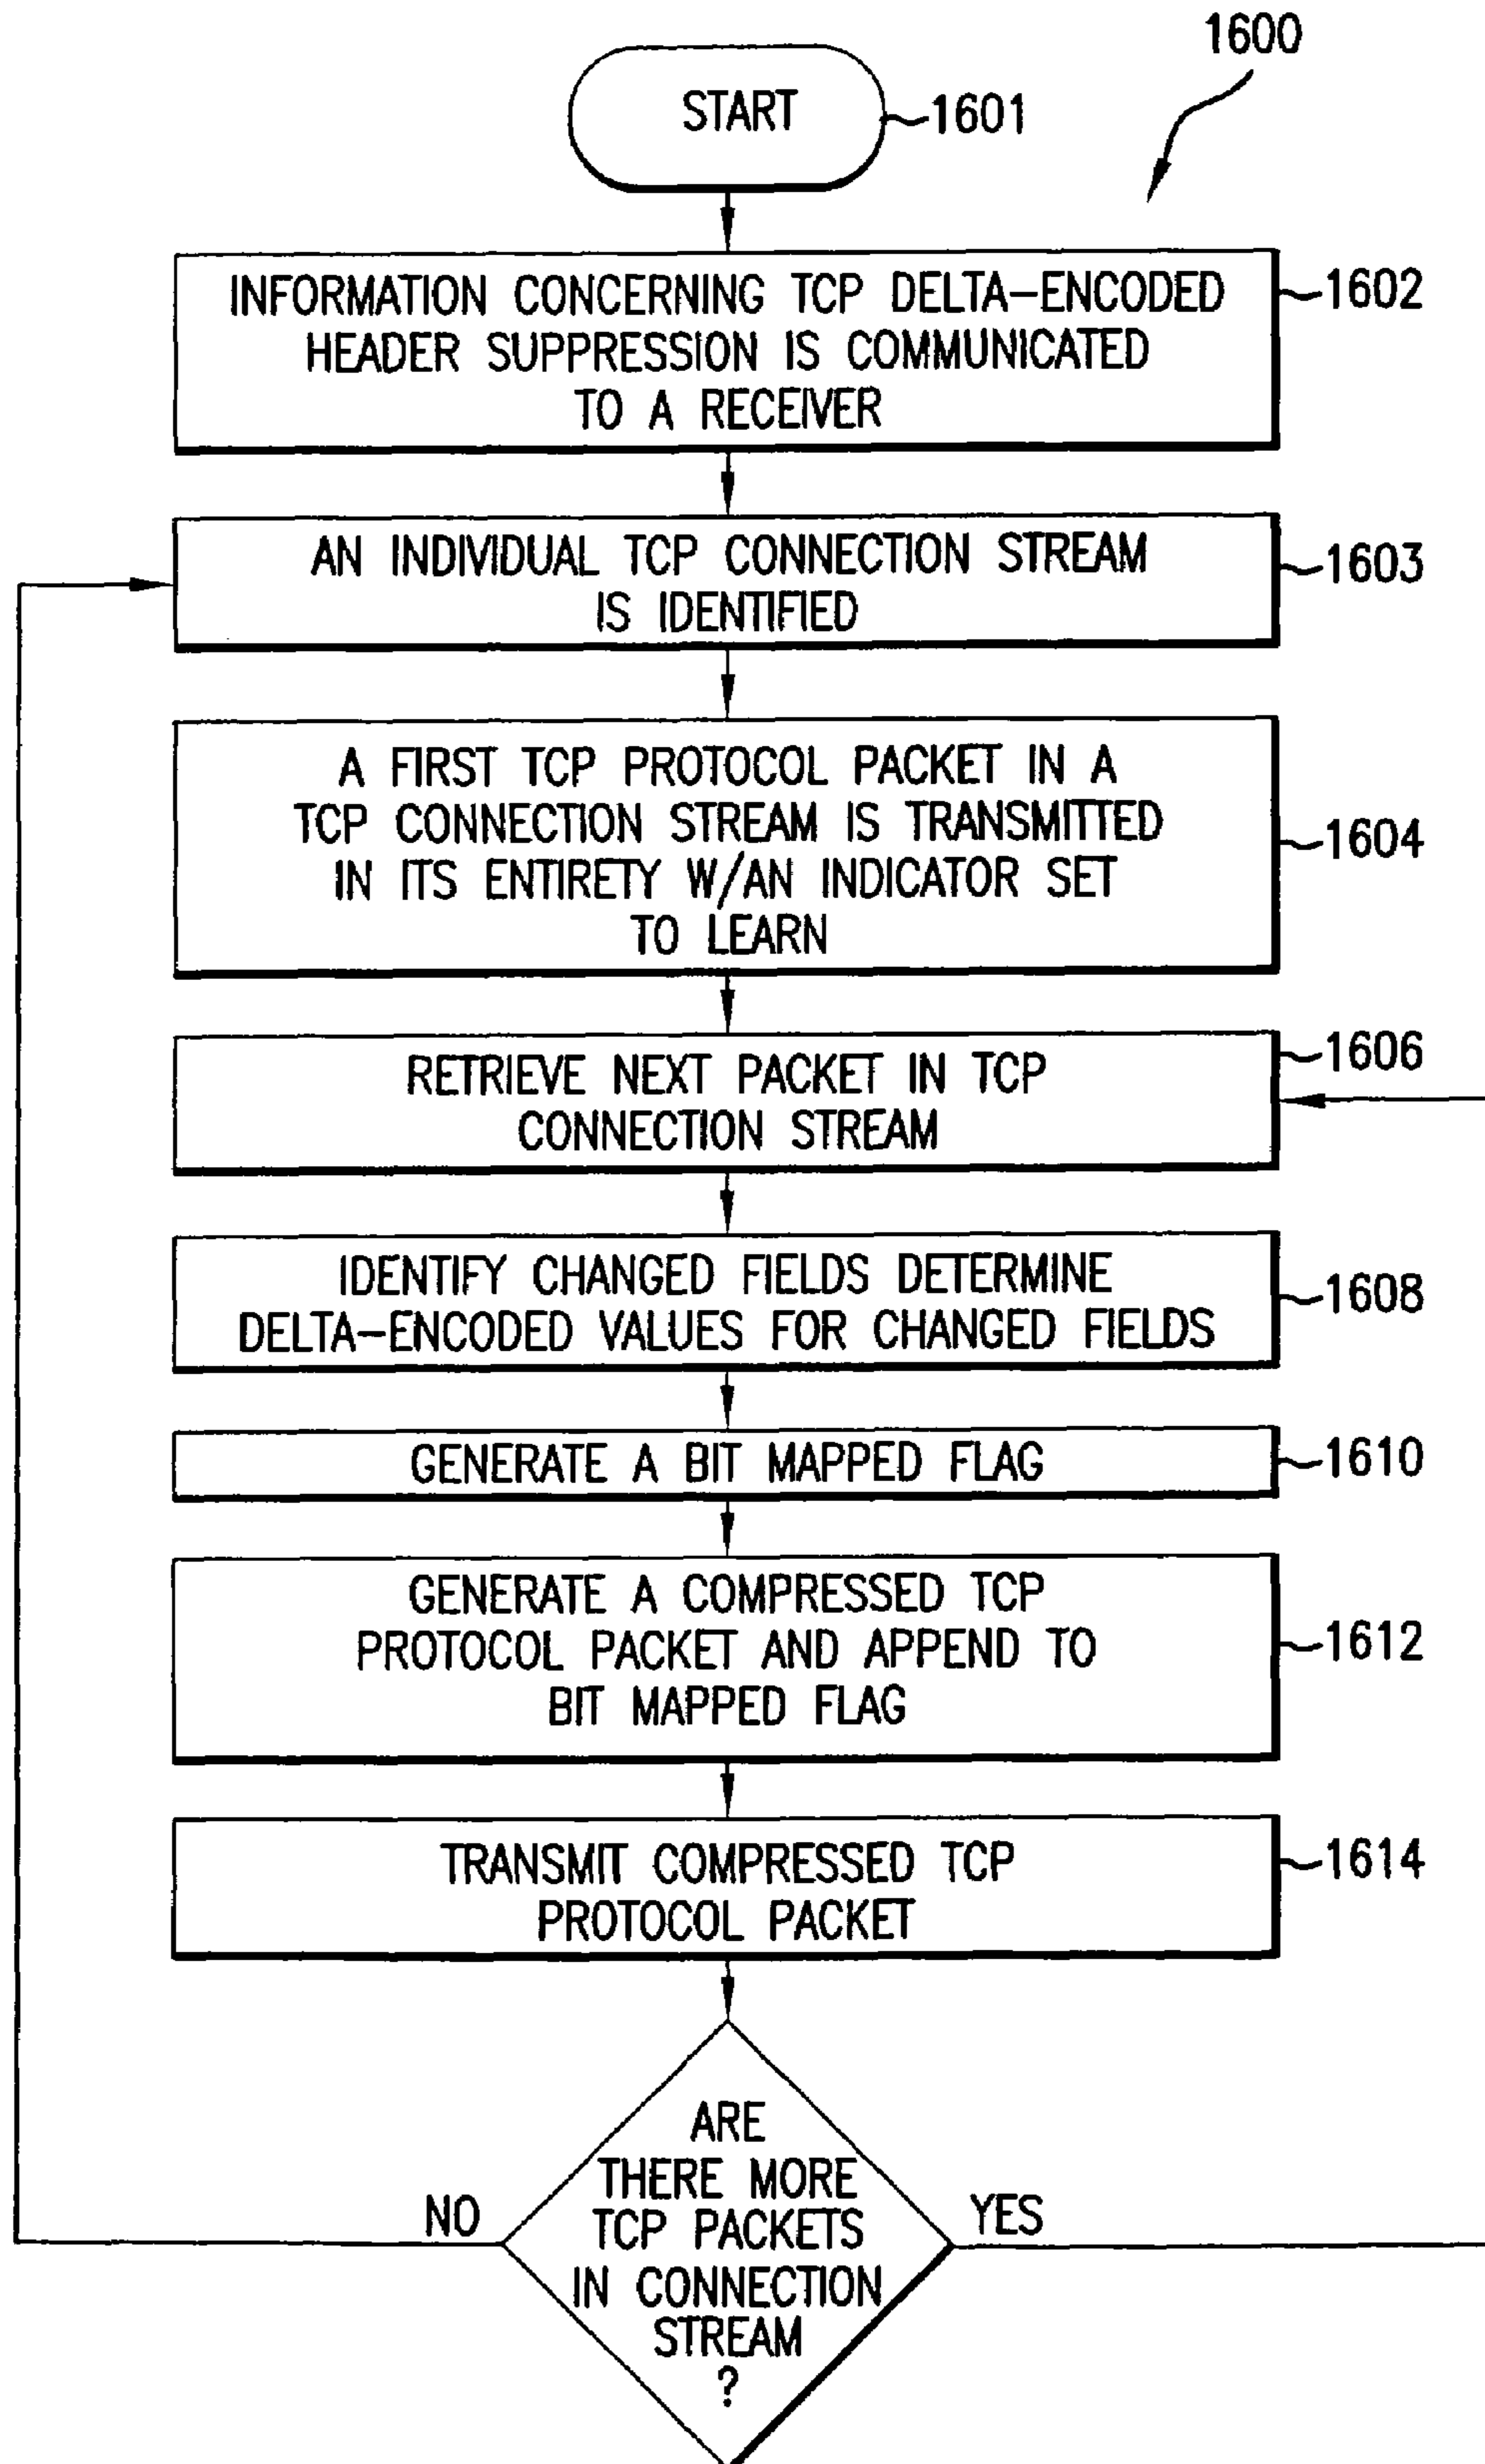 1600
START
1601
INFORMATION CONCERNING TCP DELTA-ENCODED
HEADER SUPPRESSION IS COMMUNICATED
TO A RECEIVER
1602
AN INDIVIDUAL TCP CONNECTION STREAM
IS IDENTIFIED
1603
A FIRST TCP PROTOCOL PACKET IN A
TCP CONNECTION STREAM IS TRANSMITTED
IN ITS ENTIRETY W/AN INDICATOR SET
TO LEARN
1604
RETRIEVE NEXT PACKET IN TCP
CONNECTION STREAM
1606
IDENTIFY CHANGED FIELDS DETERMINE
DELTA-ENCODED VALUES FOR CHANGED FIELDS
1608
GENERATE A BIT MAPPED FLAG
1610
GENERATE A COMPRESSED TCP
PROTOCOL PACKET AND APPEND TO
BIT MAPPED FLAG
1612
TRANSMIT COMPRESSED TCP
PROTOCOL PACKET
1614
ARE
THERE MORE
TCP PACKETS
IN CONNECTION
STREAM
?
NO
YES